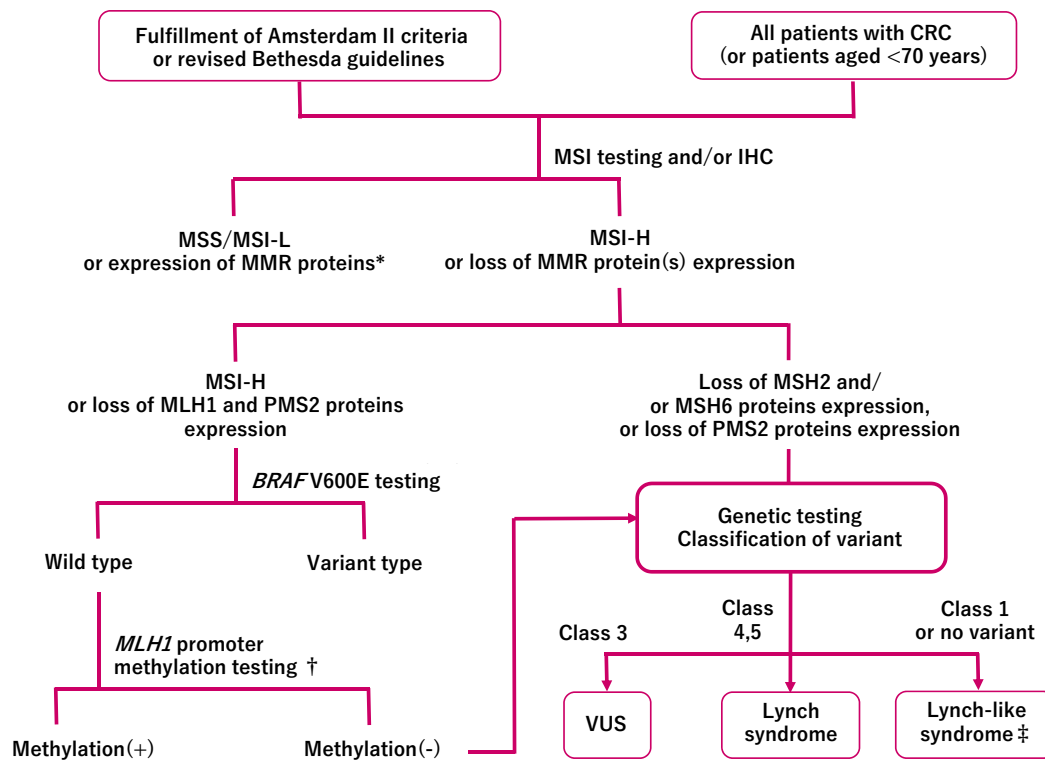 Fulfillment of Amsterdam II criteria
or revised Bethesda guidelines
All patients with CRC
(or patients aged <70 years)
MSI testing and/or IHC
MSS/MSI-L
or expression of MMR proteins*
MSI-H
or loss of MMR protein(s) expression
MSI-H
or loss of MLH1 and PMS2 proteins
expression
Loss of MSH2 and/
or MSH6 proteins expression,
or loss of PMS2 proteins expression
BRAF V600E testing
Wild type
Variant type
Genetic testing
Classification of variant
MLH1 promoter
methylation testing †
Methylation(+)
Methylation(-)
Class 3
Class
4,5
Class 1
or no variant
VUS
Lynch
syndrome
Lynch-like
syndrome‡